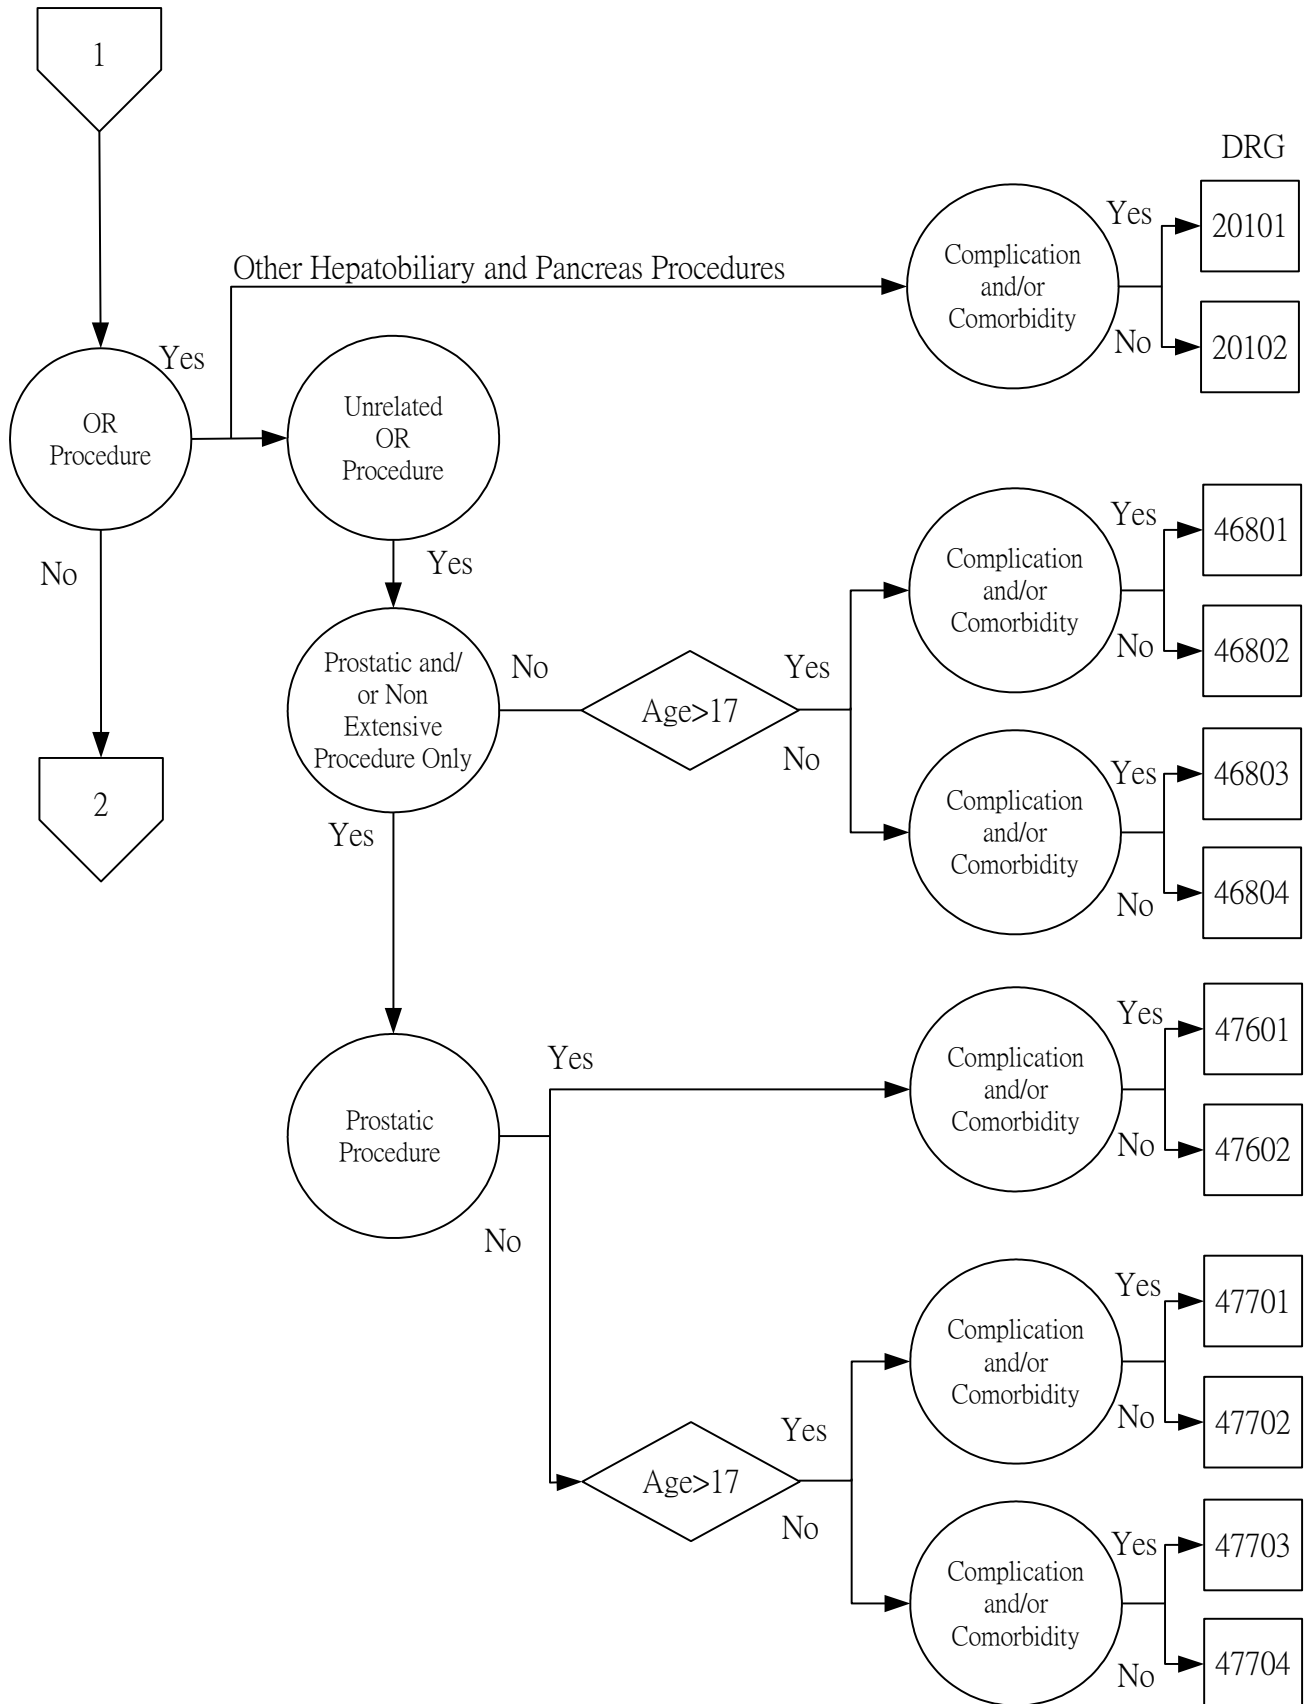 1
DRG
Yes
20101
Other Hepatobiliary and Pancreas Procedures
Complication
and/or
Comorbidity
No
20102
Yes
OR
Procedure
Unrelated
OR
Procedure
No
Yes
Yes
46801
Complication
and/or
Comorbidity
No
46802
Prostatic and/
or Non
Extensive
Procedure Only
No
Age>17
Yes
No
Yes
46803
Complication
and/or
Comorbidity
No
46804
2
Yes
Yes
47601
Complication
and/or
Comorbidity
No
47602
Prostatic
Procedure
Yes
No
Yes
47701
Complication
and/or
Comorbidity
No
47702
Age>17
Yes
No
Yes
47703
Complication
and/or
Comorbidity
No
47704